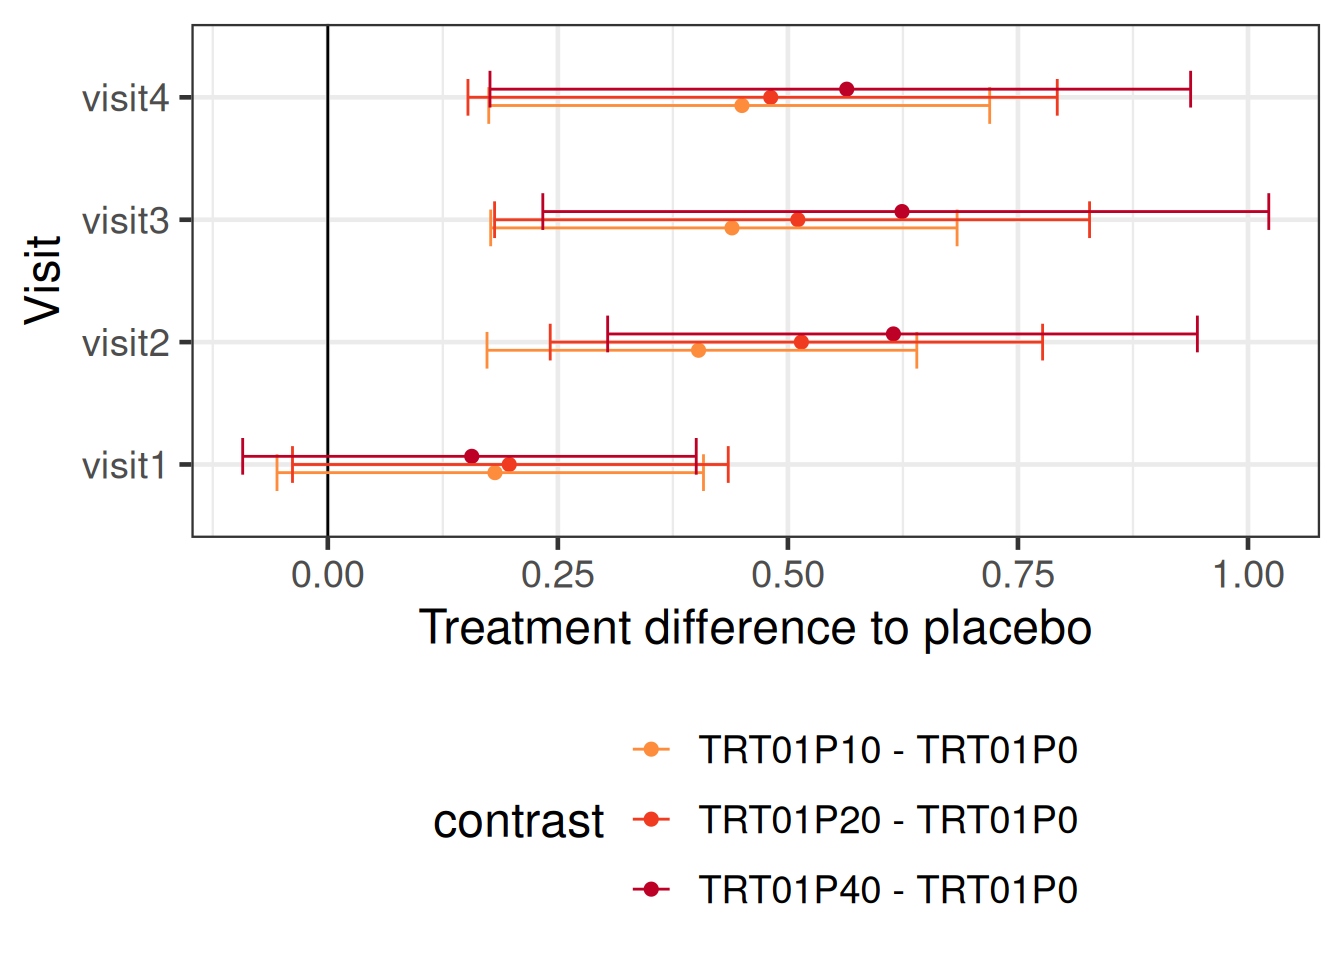 visit4
visit3
visit2
visit1
Visit
0.00 0.25 0.50 0.75 1.00
Treatment difference to placebo
contrast
TRT01P10 - TRT01P0
TRT01P20 - TRT01P0
TRT01P40 - TRT01P0